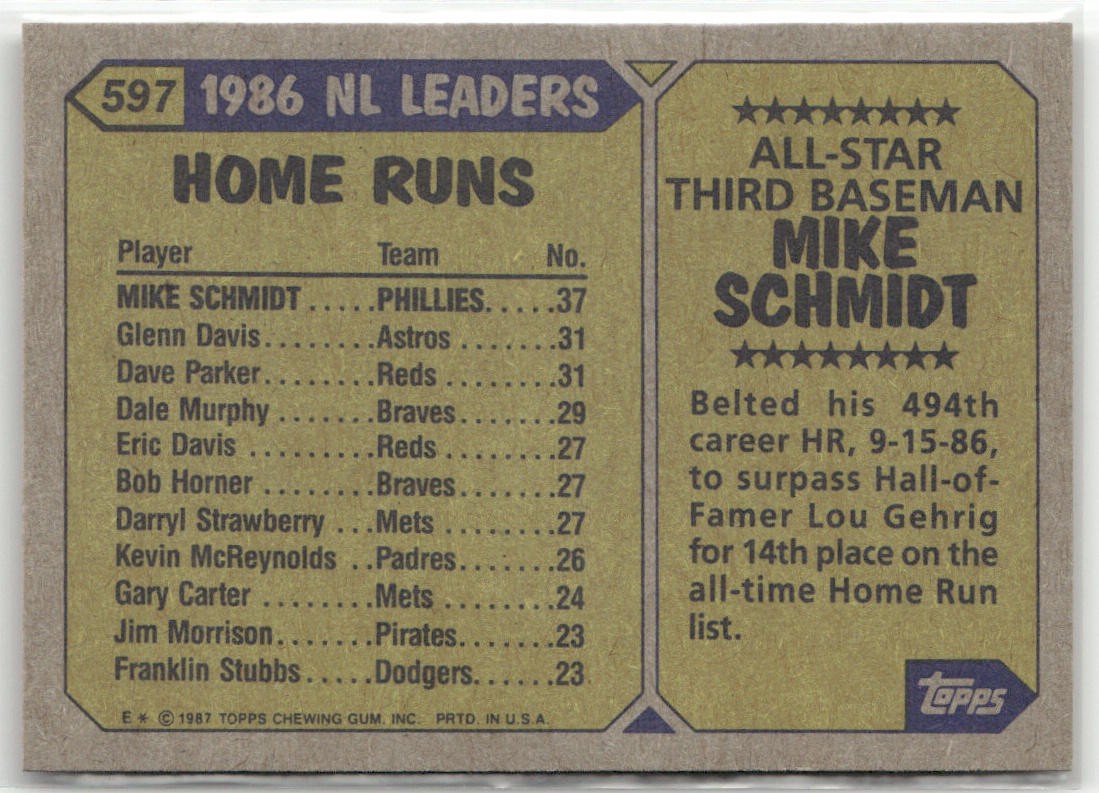 597 1986 NL LEADERS
HOME RUNS
Player Team No.
MIKE SCHMIDT.....PHILLIES.....37
Glenn Davis........Astros.......31
Dave Parker........Reds........31
Dale Murphy.......Braves.......29
Eric Davis........Reds........27
Bob Horner........Braves.......27
Darryl Strawberry...Mets........27
Kevin McReynolds..Padres.......26
Gary Carter........Mets........24
Jim Morrison.......Pirates.......23
Franklin Stubbs.....Dodgers......23
E * © 1987 TOPPS CHEWING GUM, INC. PRTD. IN U.S.A.
★★★★★★★★
ALL-STAR
THIRD BASEMAN
MIKE
SCHMIDT
★★★★★★★★
Belted his 494th
career HR, 9-15-86,
to surpass Hall-of-
Famer Lou Gehrig
for 14th place on the
all-time Home Run
list.
topps